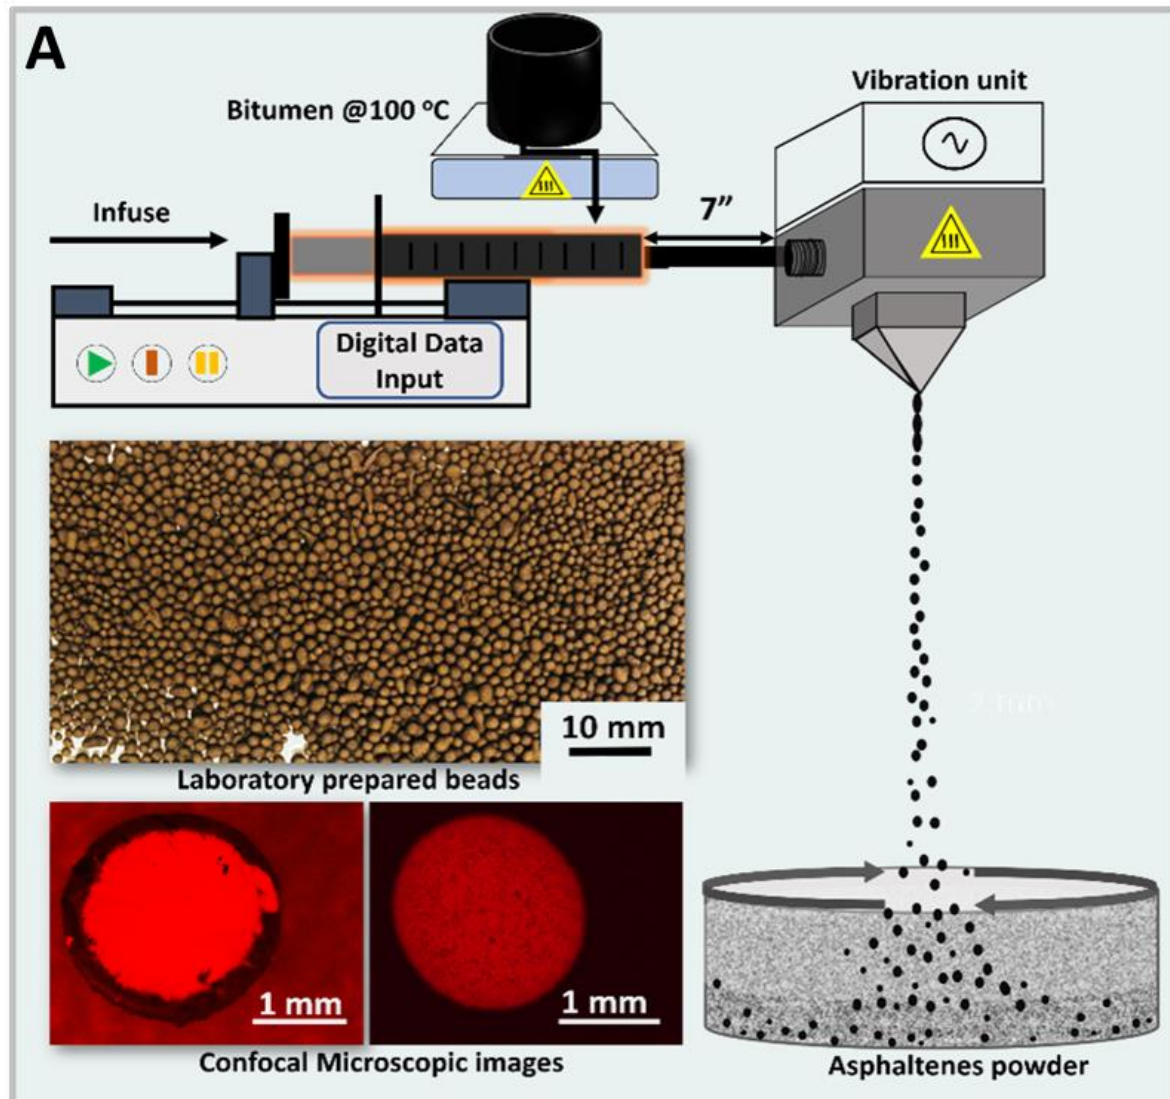 A
Bitumen @100 °C
Vibration unit
Infuse
7”
Digital Data
Input
10 mm
Laboratory prepared beads
1 mm
1 mm
Confocal Microscopic images
Asphaltenes powder